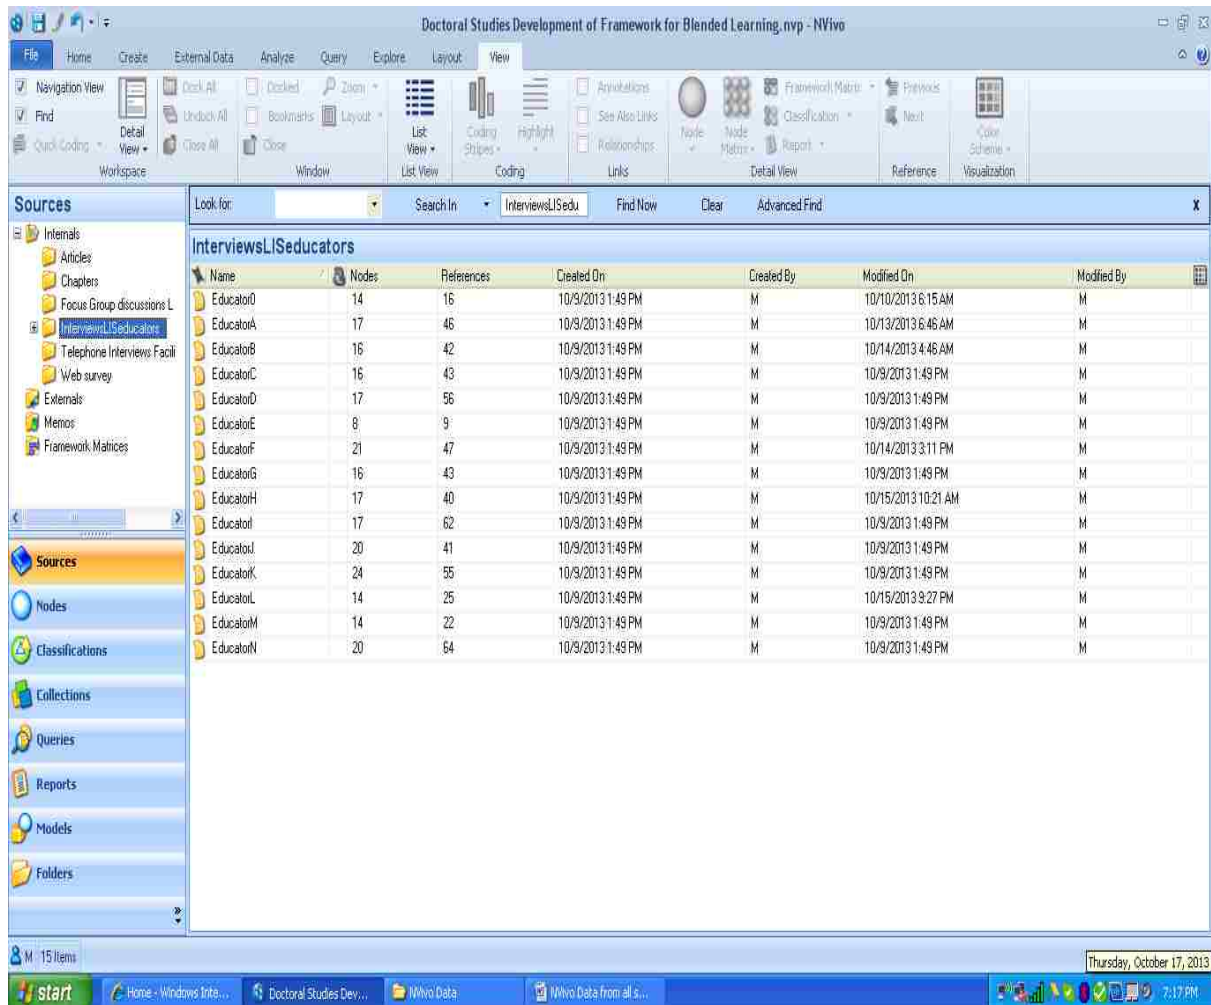 Doctoral Studies Development of Framework for Blended Learning.nvp - NVivo
File Home Create External Data Analyze Query Explore Layout View
Navigation View Dock All Docked Zoom Annotations Framework Matrix Previous
Find Undock All Bookmarks Layout See Also Links Classification Next
Quick Coding Detail View Close All Close List View Coding Stripes Highlight Relationships Node Node Matrix Report Color Scheme
Workspace Window List View Coding Links Detail View Reference Visualization
Sources
Look for: Search In InterviewsLISedu Find Now Clear Advanced Find X
Internals
Articles
Chapters
Focus Group discussions L
InterviewsLISeducators
Telephone Interviews Facili
Web survey
Externals
Memos
Framework Matrices
Sources
Nodes
Classifications
Collections
Queries
Reports
Models
Folders
InterviewsLISeducators
Name Nodes References Created On Created By Modified On Modified By
Educator0 14 16 10/9/2013 1:49 PM M 10/10/2013 6:15 AM M
EducatorA 17 46 10/9/2013 1:49 PM M 10/13/2013 6:46 AM M
EducatorB 16 42 10/9/2013 1:49 PM M 10/14/2013 4:46 AM M
EducatorC 16 43 10/9/2013 1:49 PM M 10/9/2013 1:49 PM M
EducatorD 17 56 10/9/2013 1:49 PM M 10/9/2013 1:49 PM M
EducatorE 8 9 10/9/2013 1:49 PM M 10/9/2013 1:49 PM M
EducatorF 21 47 10/9/2013 1:49 PM M 10/14/2013 3:11 PM M
EducatorG 16 43 10/9/2013 1:49 PM M 10/9/2013 1:49 PM M
EducatorH 17 40 10/9/2013 1:49 PM M 10/15/2013 10:21 AM M
EducatorI 17 62 10/9/2013 1:49 PM M 10/9/2013 1:49 PM M
EducatorJ 20 41 10/9/2013 1:49 PM M 10/9/2013 1:49 PM M
EducatorK 24 55 10/9/2013 1:49 PM M 10/9/2013 1:49 PM M
EducatorL 14 25 10/9/2013 1:49 PM M 10/15/2013 9:27 PM M
EducatorM 14 22 10/9/2013 1:49 PM M 10/9/2013 1:49 PM M
EducatorN 20 64 10/9/2013 1:49 PM M 10/9/2013 1:49 PM M
M 15 Items
Thursday, October 17, 2013
start Home - Windows Inte... Doctoral Studies Dev... NVivo Data NVivo Data from all s... 7:17 PM